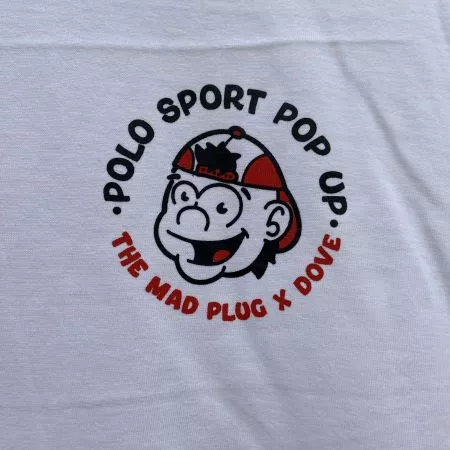 POLO SPORT POP UP
THE MAD PLUG X DOVE